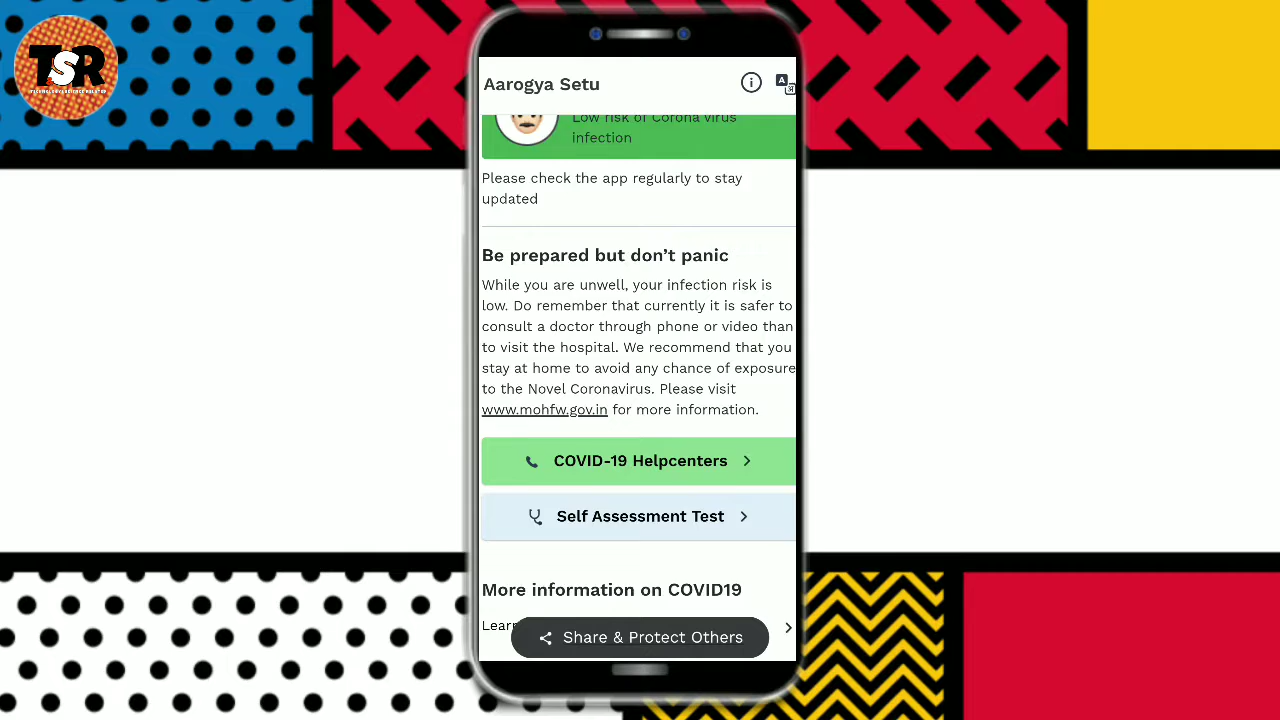 TSR
Aarogya Setu
Low risk of Corona virus
infection
Please check the app regularly to stay
updated
Be prepared but don’t panic
While you are unwell, your infection risk is
low. Do remember that currently it is safer to
consult a doctor through phone or video than
to visit the hospital. We recommend that you
stay at home to avoid any chance of exposure
to the Novel Coronavirus. Please visit
www.mohfw.gov.in for more information.
COVID-19 Helpcenters
Self Assessment Test
More information on COVID19
Share & Protect Others